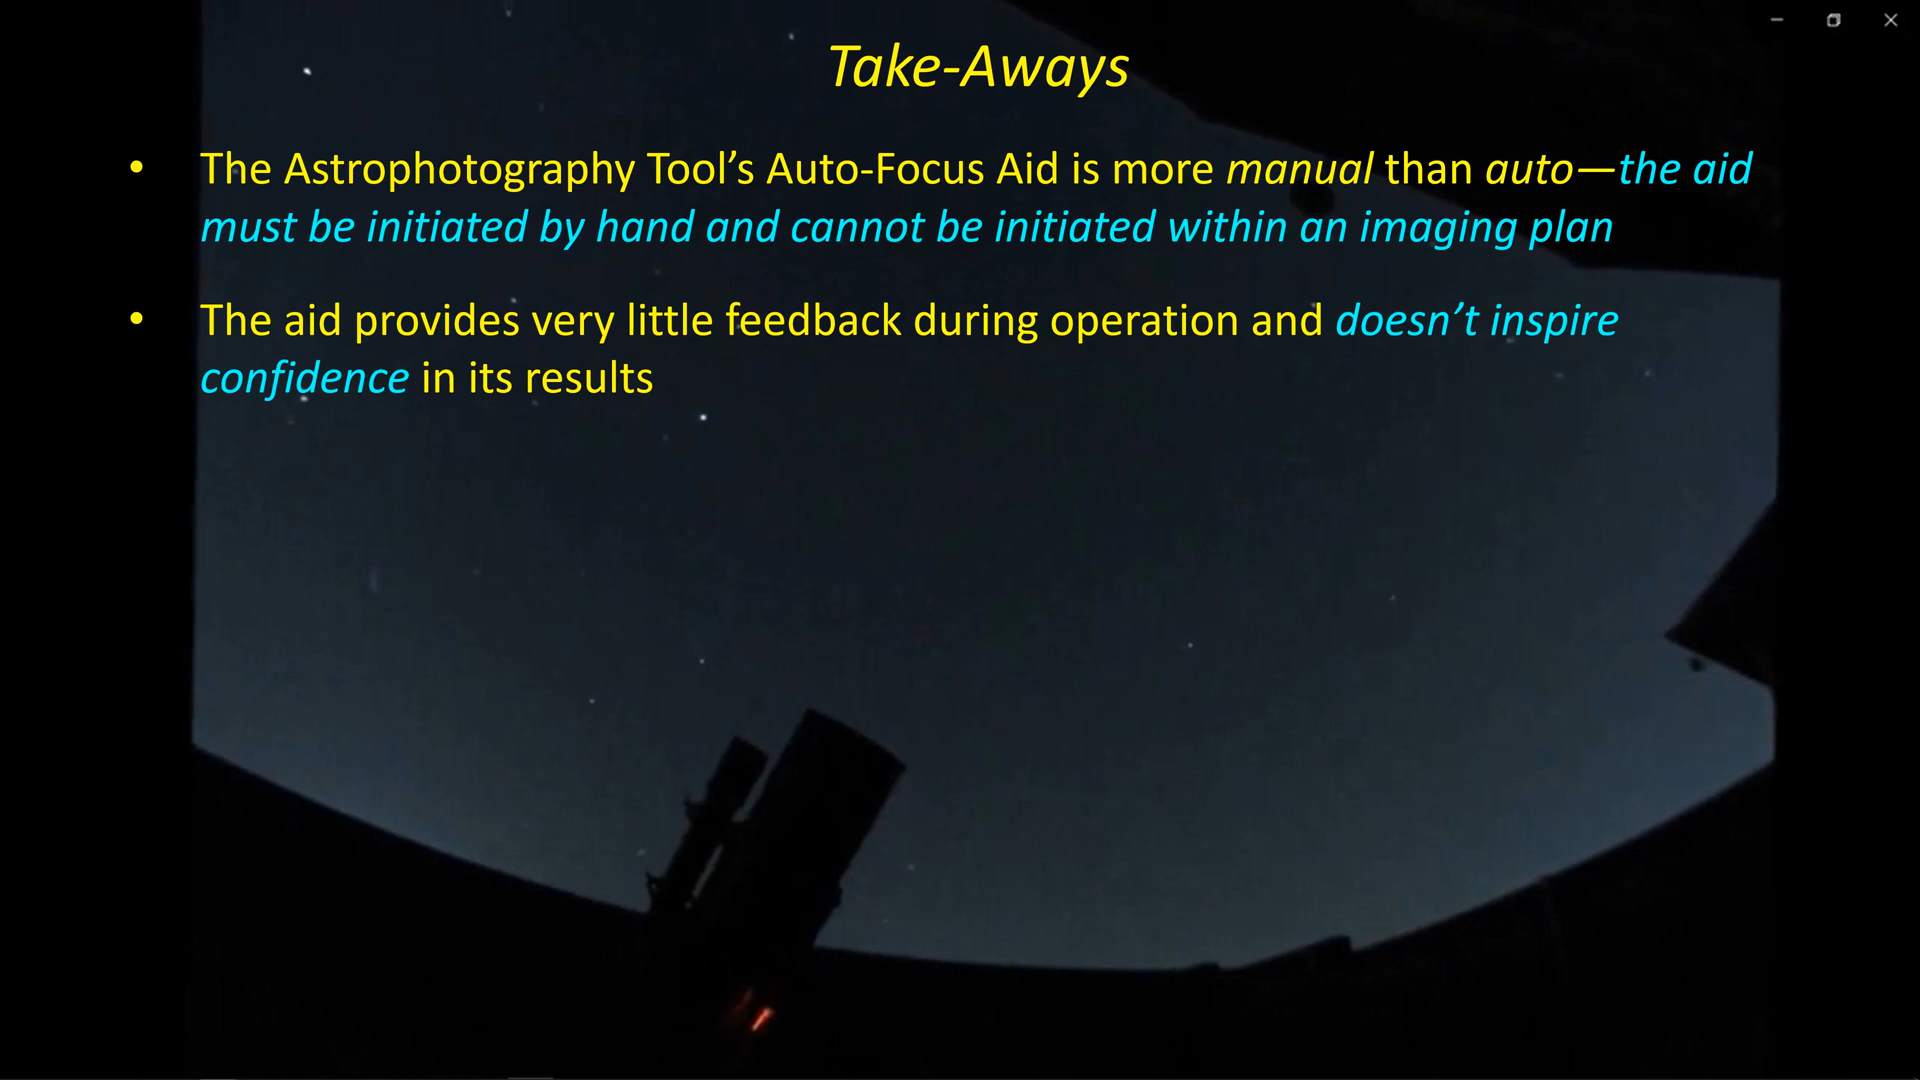 Take-Aways
• The Astrophotography Tool’s Auto-Focus Aid is more manual than auto—the aid
must be initiated by hand and cannot be initiated within an imaging plan
• The aid provides very little feedback during operation and doesn’t inspire
confidence in its results